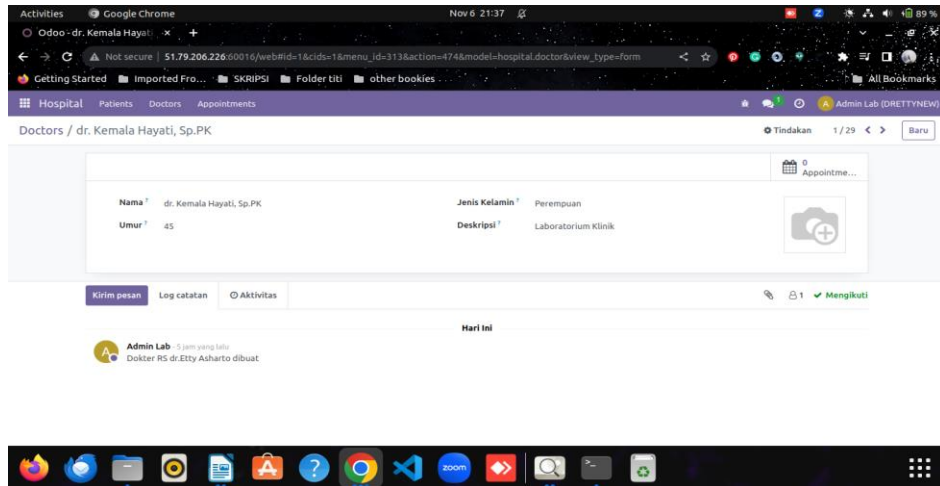 Activities Google Chrome Nov 6 21:37 89 %
Odoo - dr. Kemala Hayati
Not secure 51.79.206.226:60016/web#id=1&cids=1&menu_id=313&action=474&model=hospital.doctor&view_type=form
Getting Started Imported Fro... SKRIPSI Folder titi other bookies All Bookmarks
Hospital Patients Doctors Appointments 1 A Admin Lab (DRETTYNEW)
Doctors / dr. Kemala Hayati, Sp.PK Tindakan 1 / 29 Baru
0
Appointme...
Nama ? dr. Kemala Hayati, Sp.PK Jenis Kelamin ? Perempuan
Umur ? 45 Deskripsi ? Laboratorium Klinik
Kirim pesan Log catatan Aktivitas 1 Mengikuti
Hari Ini
A Admin Lab - 5 jam yang lalu
Dokter RS dr.Etty Asharto dibuat
zoom